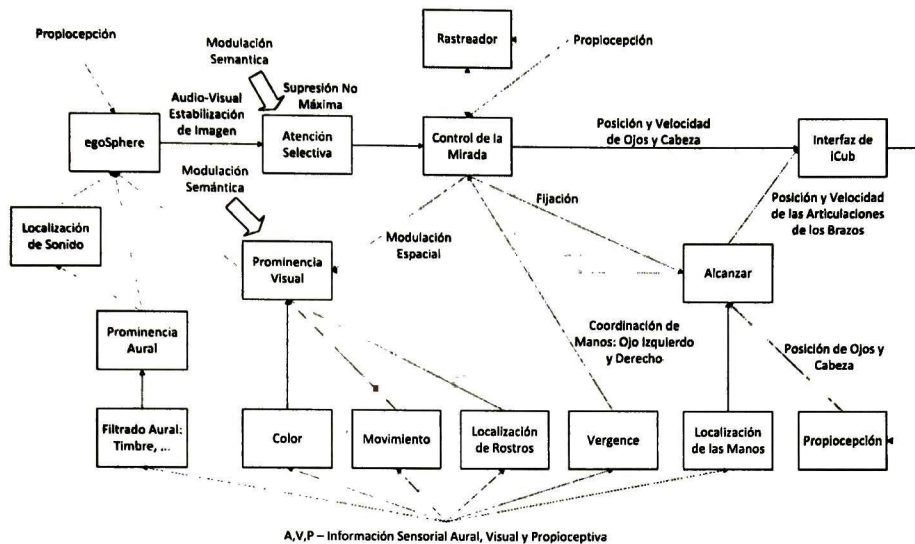 Propiocepción
Modulación
Semantica
Rastreador
Propiocepción
Audio-Visual
Estabilización
de Imagen
Supresión No
Máxima
egoSphere
Atención
Selectiva
Control de la
Mirada
Posición y Velocidad
de Ojos y Cabeza
Interfaz de
iCub
Modulación
Semántica
Fijación
Posición y Velocidad
de las Articulaciones
de los Brazos
Localización
de Sonido
Prominencia
Visual
Modulación
Espacial
Alcanzar
Prominencia
Aural
Coordinación de
Manos: Ojo Izquierdo
y Derecho
Posición de Ojos y
Cabeza
Filtrado Aural:
Timbre, ...
Color
Movimiento
Localización
de Rostros
Vergence
Localización
de las Manos
Propiocepción
A,V,P – Información Sensorial Aural, Visual y Propioceptiva